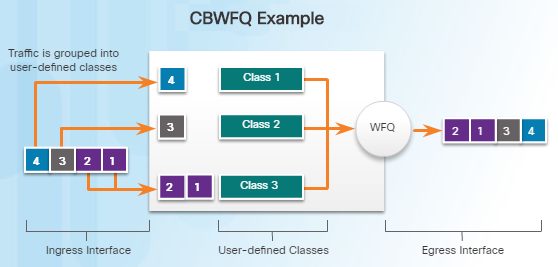 CBWFQ Example
Traffic is grouped into
user-defined classes
4
Class 1
3
Class 2
WFQ
2 1 3 4
4 3 2 1
2 1
Class 3
Ingress Interface
User-defined Classes
Egress Interface